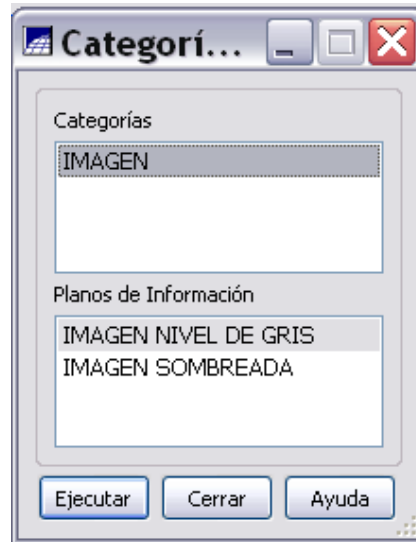 Categorí...
Categorías
IMAGEN
Planos de Información
IMAGEN NIVEL DE GRIS
IMAGEN SOMBREADA
Ejecutar Cerrar Ayuda